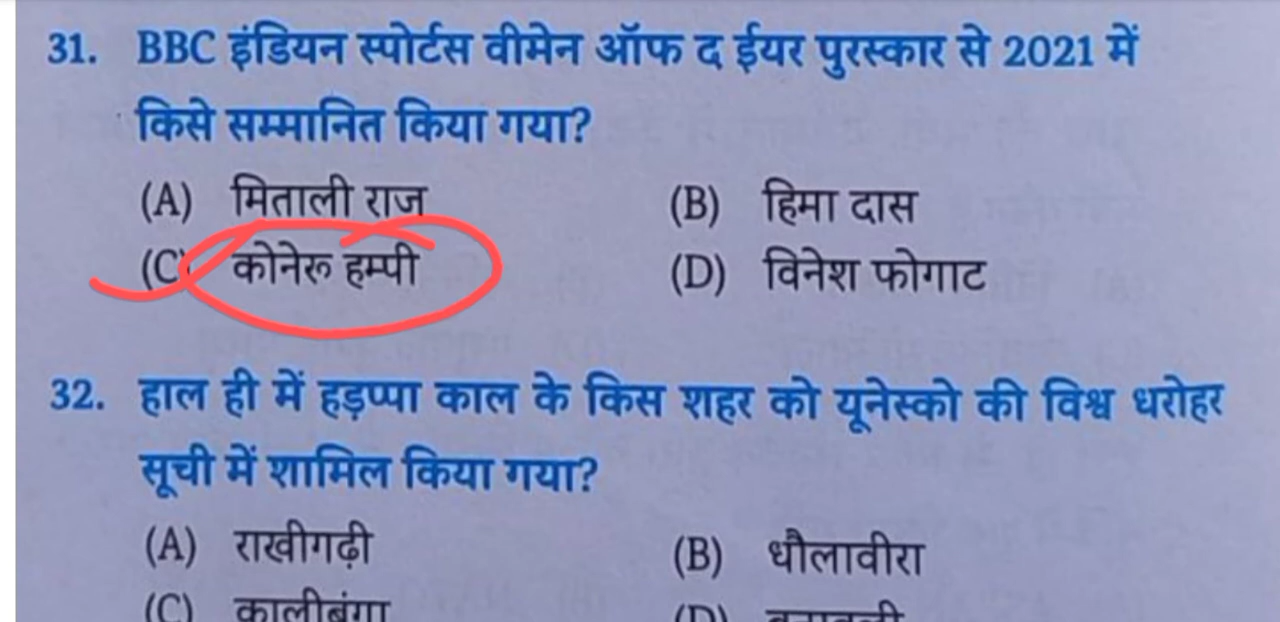 31. BBC इंडियन स्पोर्टस वीमेन ऑफ द ईयर पुरस्कार से 2021 में
किसे सम्मानित किया गया?
(A) मिताली राज (B) हिमा दास
(C) कोनेरू हम्पी (D) विनेश फोगाट
32. हाल ही में हड़प्पा काल के किस शहर को यूनेस्को की विश्व धरोहर
सूची में शामिल किया गया?
(A) राखीगढ़ी (B) धौलावीरा
(C) कालीबंगा (D)